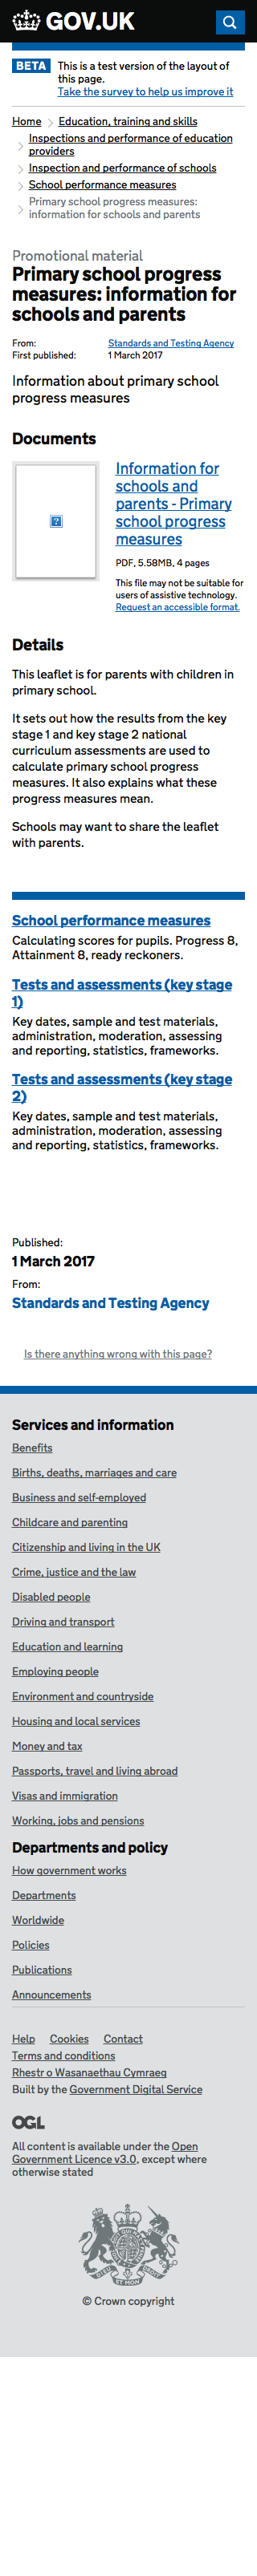 GOV.UK
BETA
This is a test version of the layout of
this page.
Take the survey to help us improve it
Home
Education, training and skills
Inspections and performance of education
providers
Inspection and performance of schools
School performance measures
Primary school progress measures:
information for schools and parents
Promotional material
Primary school progress
measures: information for
schools and parents
From: Standards and Testing Agency
First published: 1 March 2017
Information about primary school
progress measures
Documents
Information for
schools and
parents - Primary
school progress
measures
PDF, 5.58MB, 4 pages
This file may not be suitable for
users of assistive technology.
Request an accessible format.
Details
This leaflet is for parents with children in
primary school.
It sets out how the results from the key
stage 1 and key stage 2 national
curriculum assessments are used to
calculate primary school progress
measures. It also explains what these
progress measures mean.
Schools may want to share the leaflet
with parents.
School performance measures
Calculating scores for pupils. Progress 8,
Attainment 8, ready reckoners.
Tests and assessments (key stage
1)
Key dates, sample and test materials,
administration, moderation, assessing
and reporting, statistics, frameworks.
Tests and assessments (key stage
2)
Key dates, sample and test materials,
administration, moderation, assessing
and reporting, statistics, frameworks.
Published:
1 March 2017
From:
Standards and Testing Agency
Is there anything wrong with this page?
Services and information
Benefits
Births, deaths, marriages and care
Business and self-employed
Childcare and parenting
Citizenship and living in the UK
Crime, justice and the law
Disabled people
Driving and transport
Education and learning
Employing people
Environment and countryside
Housing and local services
Money and tax
Passports, travel and living abroad
Visas and immigration
Working, jobs and pensions
Departments and policy
How government works
Departments
Worldwide
Policies
Publications
Announcements
Help Cookies Contact
Terms and conditions
Rhestr o Wasanaethau Cymraeg
Built by the Government Digital Service
OGL
All content is available under the Open
Government Licence v3.0, except where
otherwise stated
© Crown copyright